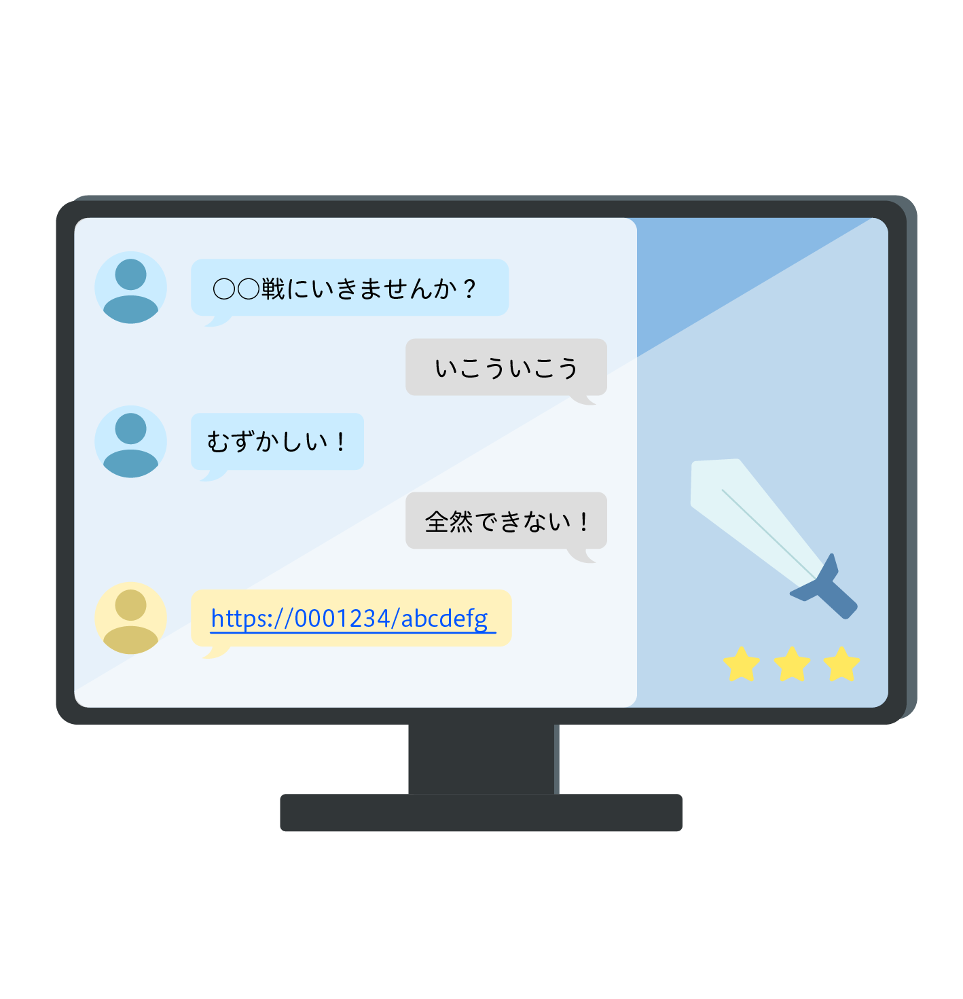 ○○戦にいきませんか？
いこういこう
むずかしい！
全然できない！
https://0001234/abcdefg